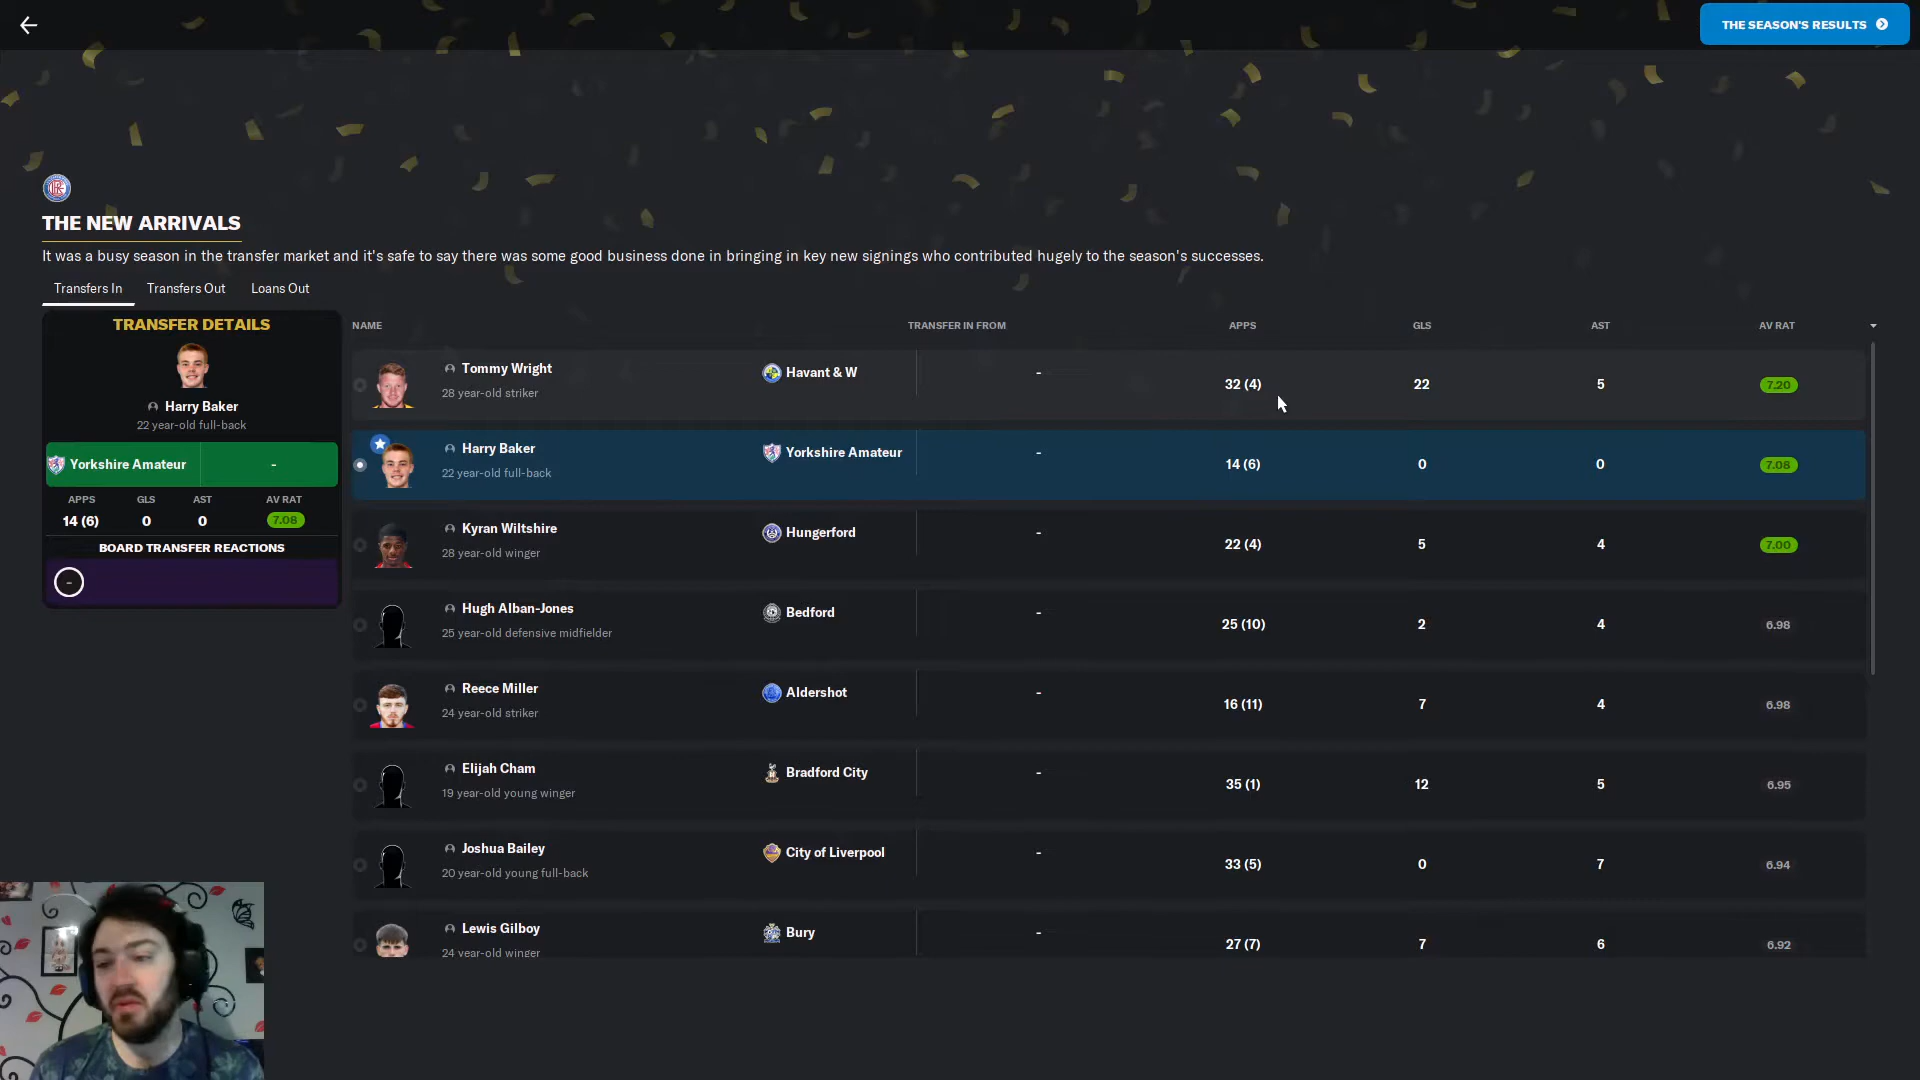 THE SEASON'S RESULTS
THE NEW ARRIVALS
It was a busy season in the transfer market and it's safe to say there was some good business done in bringing in key new signings who contributed hugely to the season's successes.
Transfers In Transfers Out Loans Out
TRANSFER DETAILS
Harry Baker
22 year-old full-back
Yorkshire Amateur -
APPS GLS AST AV RAT
14 (6) 0 0 7.08
BOARD TRANSFER REACTIONS
-
NAME TRANSFER IN FROM APPS GLS AST AV RAT
Tommy Wright Havant & W - 32 (4) 22 5 7.20
28 year-old striker
Harry Baker Yorkshire Amateur - 14 (6) 0 0 7.08
22 year-old full-back
Kyran Wiltshire Hungerford - 22 (4) 5 4 7.00
28 year-old winger
Hugh Alban-Jones Bedford - 25 (10) 2 4 6.98
25 year-old defensive midfielder
Reece Miller Aldershot - 16 (11) 7 4 6.98
24 year-old striker
Elijah Cham Bradford City - 35 (1) 12 5 6.95
19 year-old young winger
Joshua Bailey City of Liverpool - 33 (5) 0 7 6.94
20 year-old young full-back
Lewis Gilboy Bury - 27 (7) 7 6 6.92
24 year-old winger